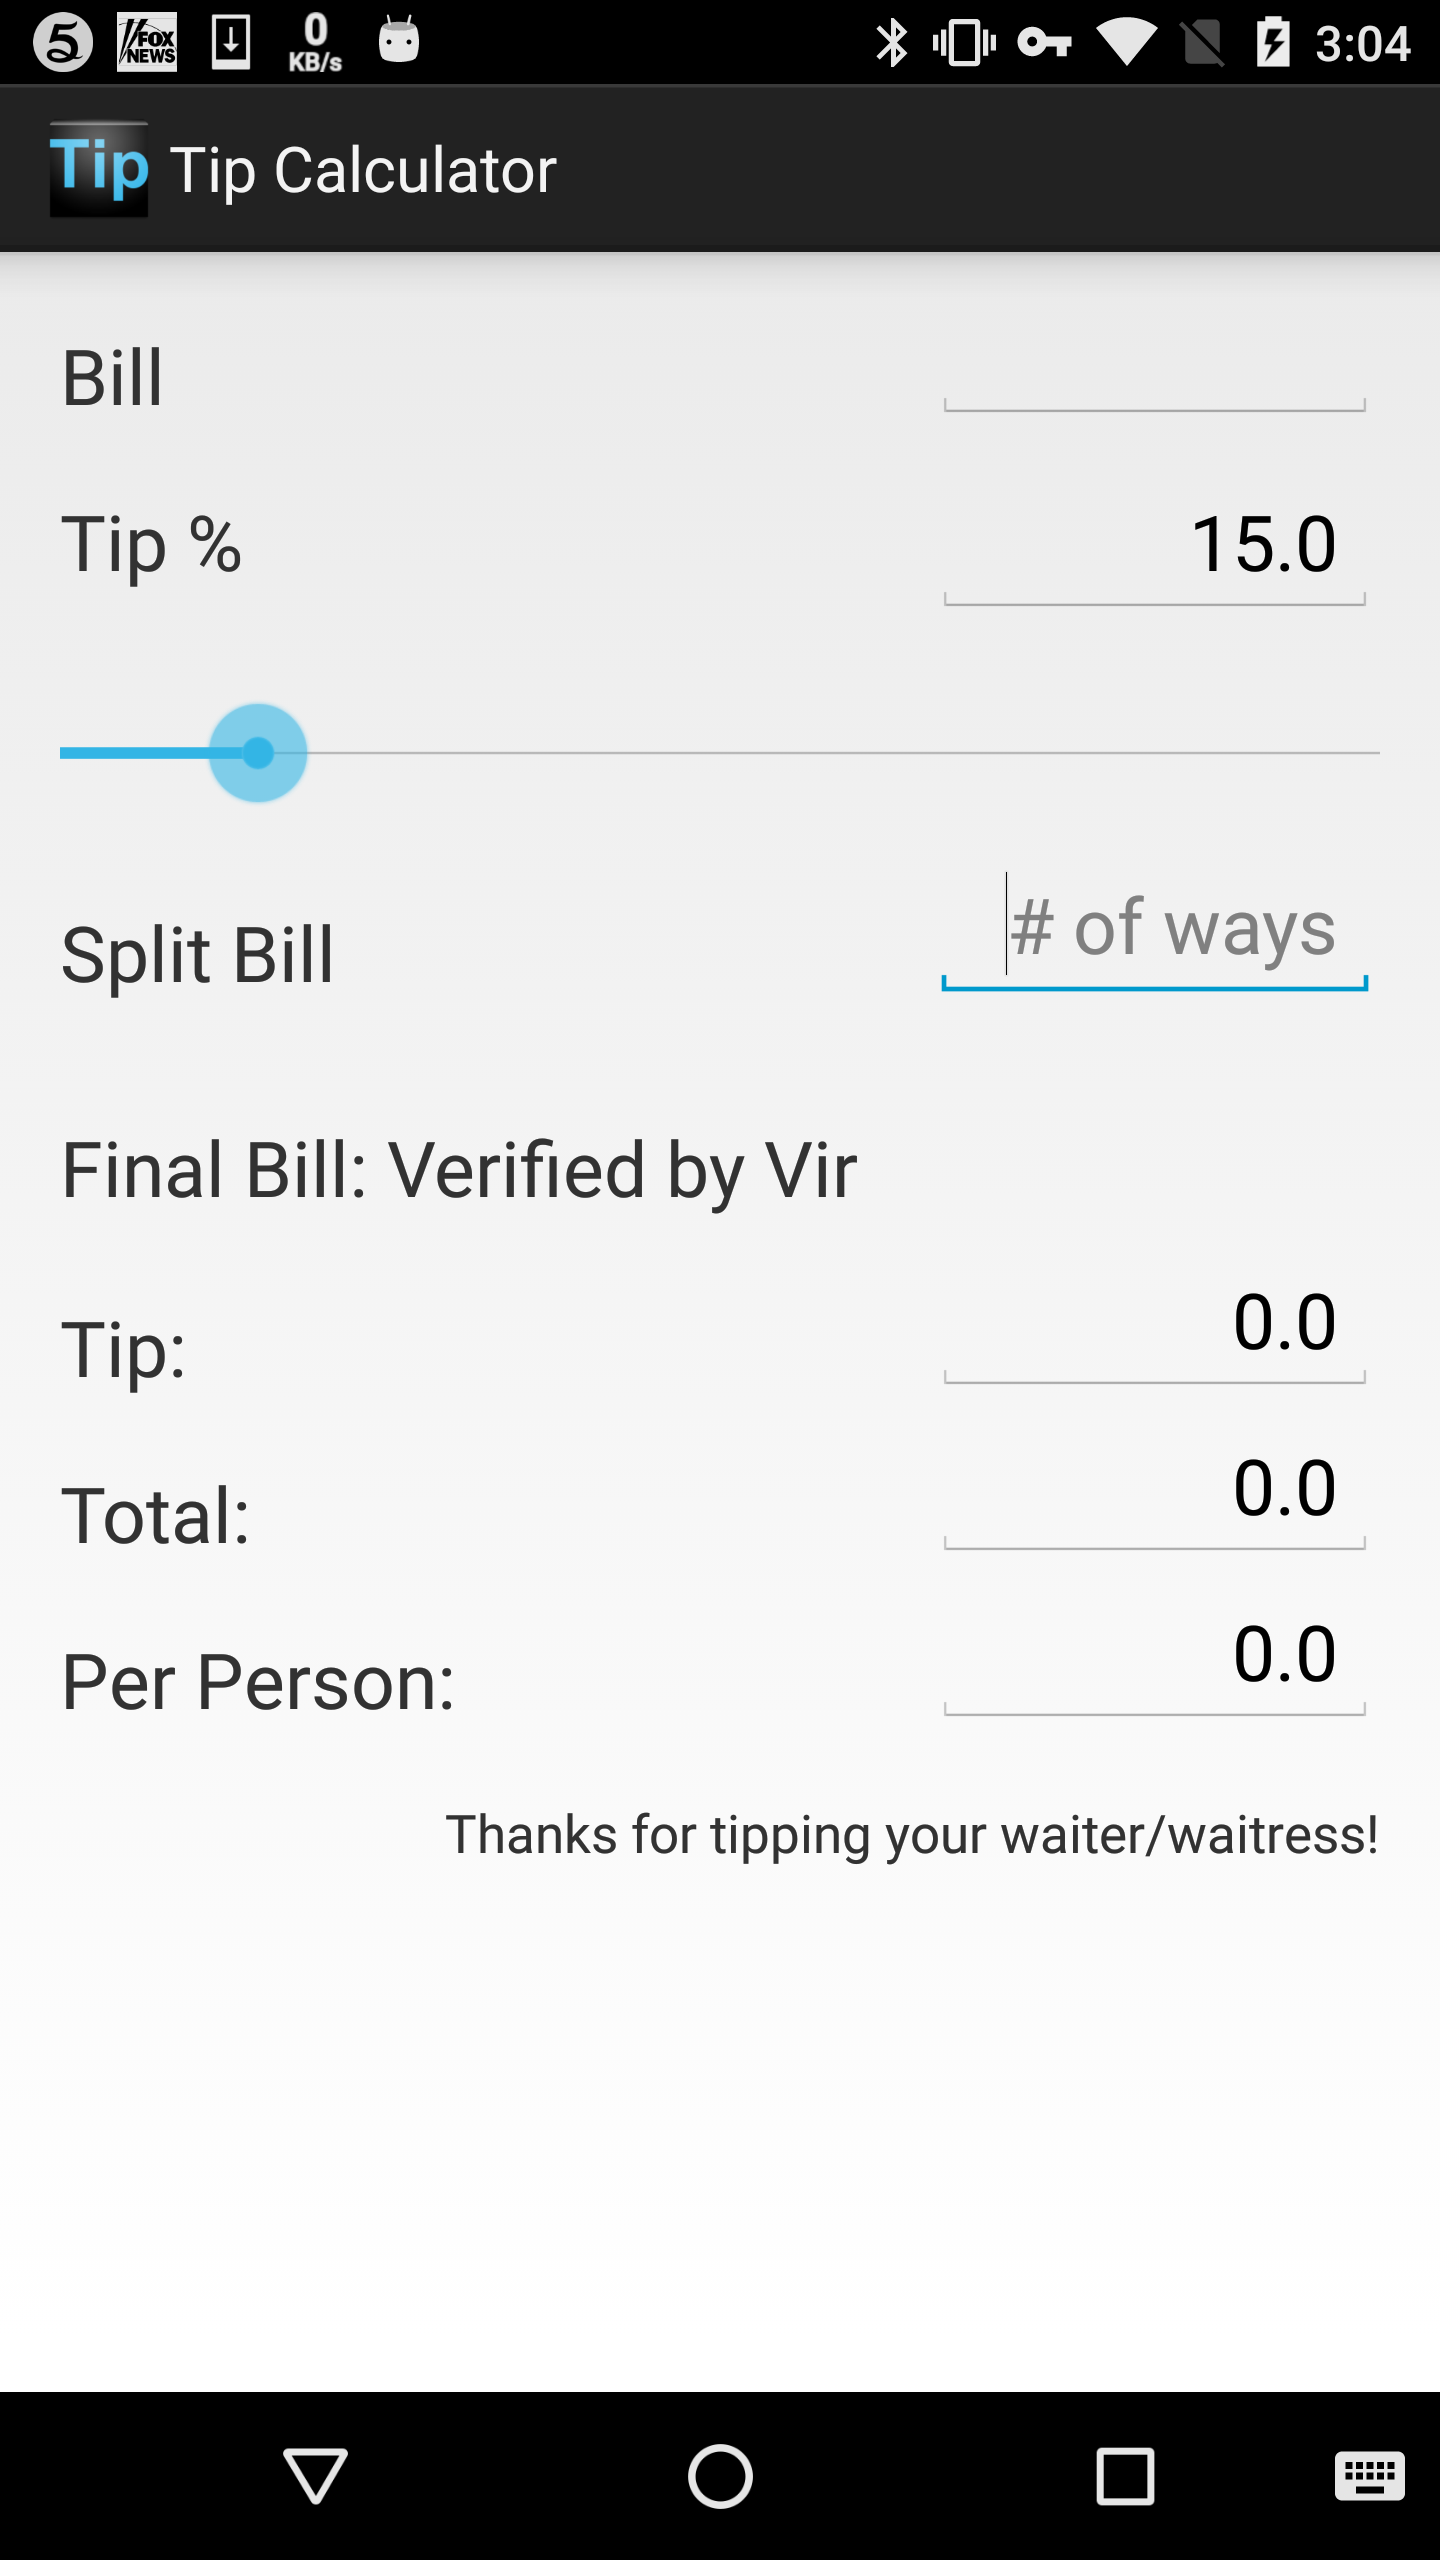 5
FOX
NEWS
0
KB/s
3:04
Tip
Tip Calculator
Bill
Tip %
15.0
Split Bill
# of ways
Final Bill: Verified by Vir
Tip:
0.0
Total:
0.0
Per Person:
0.0
Thanks for tipping your waiter/waitress!